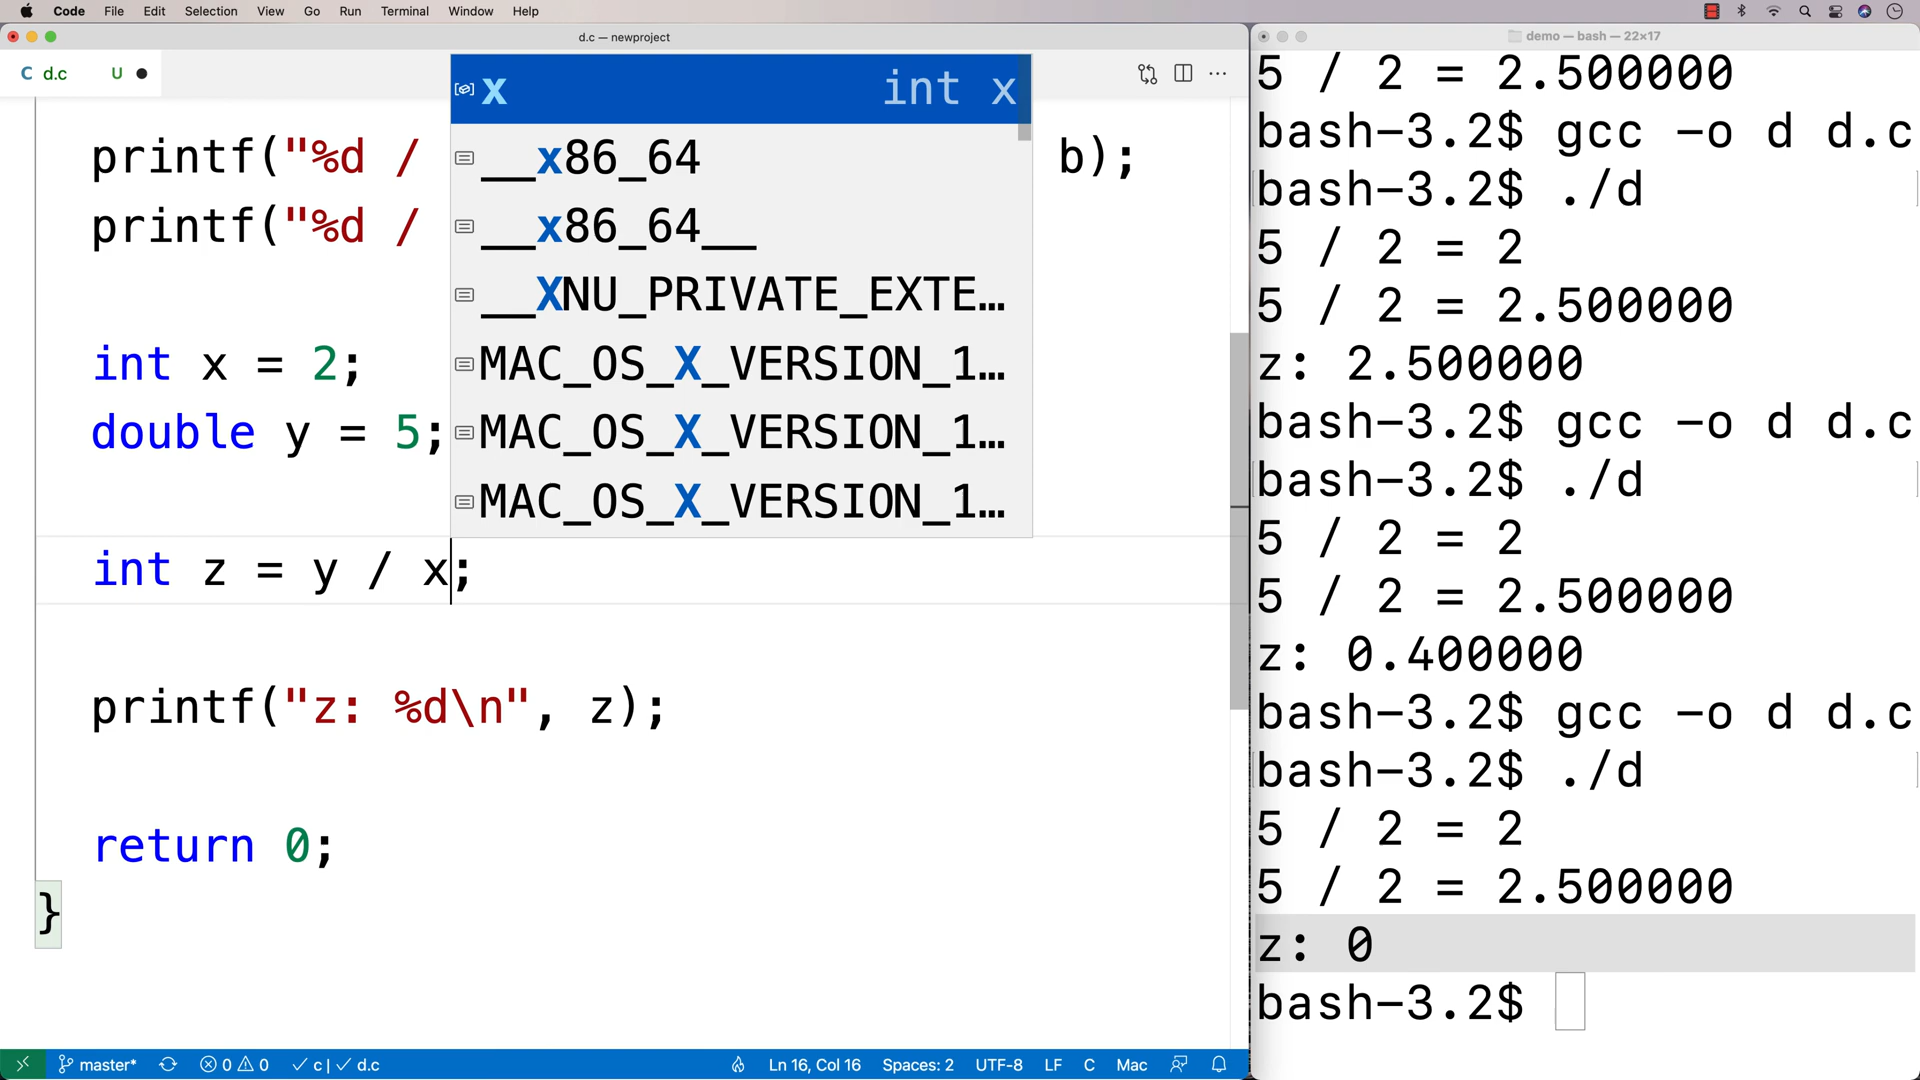 Code File Edit Selection View Go Run Terminal Window Help
d.c — newproject
C d.c U
x int x
__x86_64
__x86_64__
__XNU_PRIVATE_EXTE…
MAC_OS_X_VERSION_1…
MAC_OS_X_VERSION_1…
MAC_OS_X_VERSION_1…
printf("%d / b);
printf("%d /
int x = 2;
double y = 5;
int z = y / x;
printf("z: %d\n", z);
return 0;
}
master* 0 0 c | d.c Ln 16, Col 16 Spaces: 2 UTF-8 LF C Mac
demo — bash — 22×17
5 / 2 = 2.500000
bash-3.2$ gcc -o d d.c
bash-3.2$ ./d
5 / 2 = 2
5 / 2 = 2.500000
z: 2.500000
bash-3.2$ gcc -o d d.c
bash-3.2$ ./d
5 / 2 = 2
5 / 2 = 2.500000
z: 0.400000
bash-3.2$ gcc -o d d.c
bash-3.2$ ./d
5 / 2 = 2
5 / 2 = 2.500000
z: 0
bash-3.2$